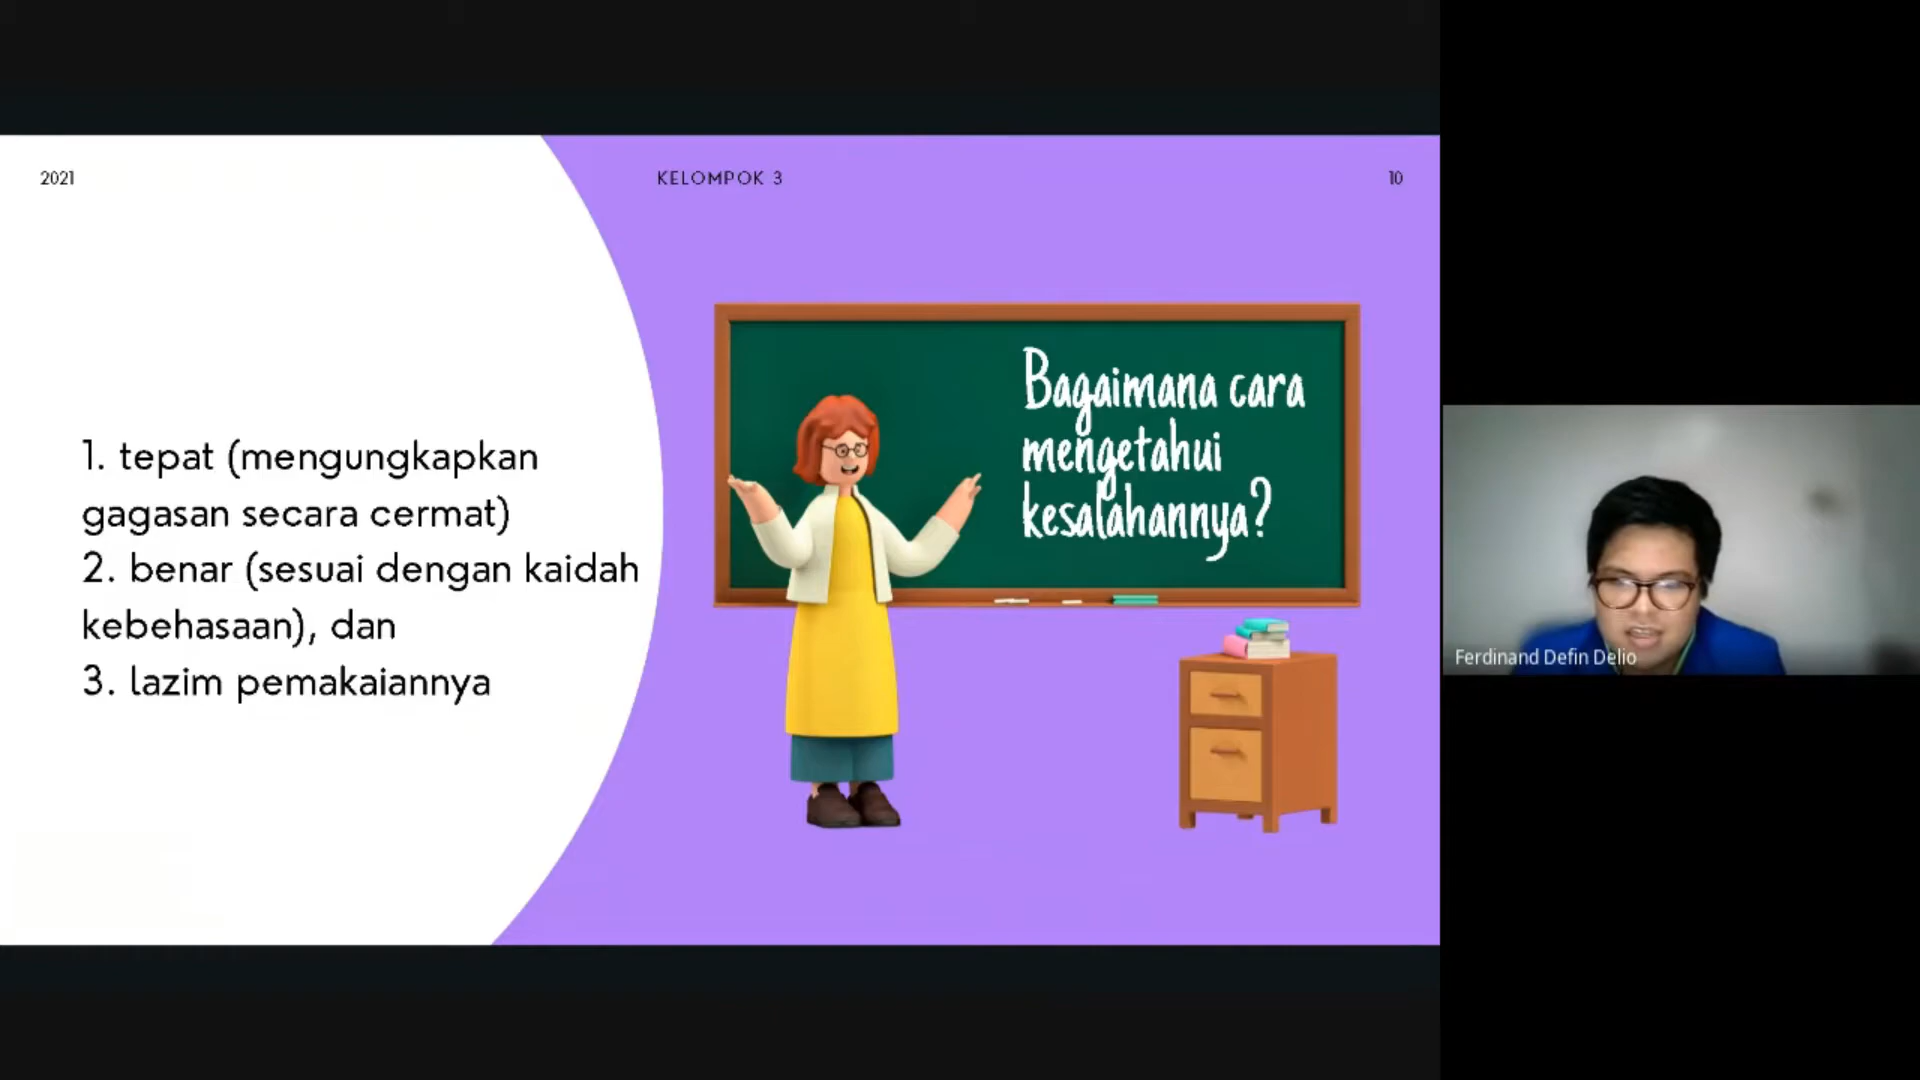 2021
KELOMPOK 3
10
1. tepat (mengungkapkan
gagasan secara cermat)
2. benar (sesuai dengan kaidah
kebehasaan), dan
3. lazim pemakaiannya
Bagaimana cara
mengetahui
kesalahannya?
Ferdinand Defin Delio